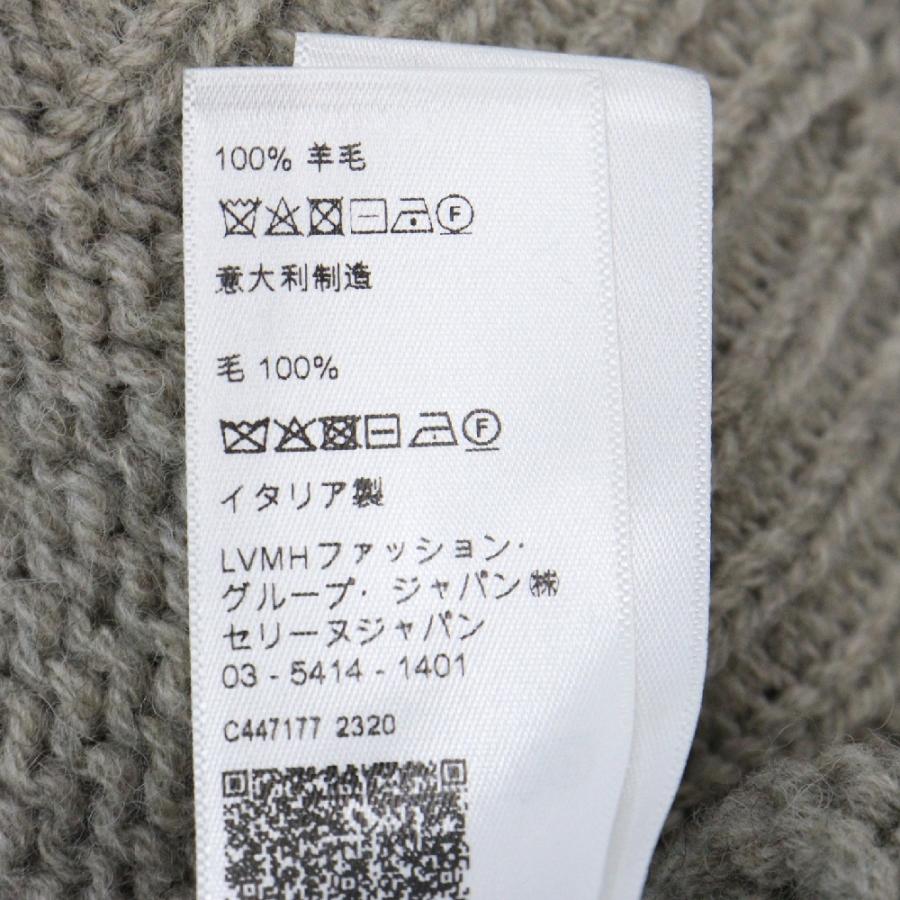 100% 羊毛
F
意大利制造
毛 100%
F
イタリア製
LVMHファッション・
グループ・ジャパン㈱
セリーヌジャパン
03 - 5414 - 1401
C447177 2320